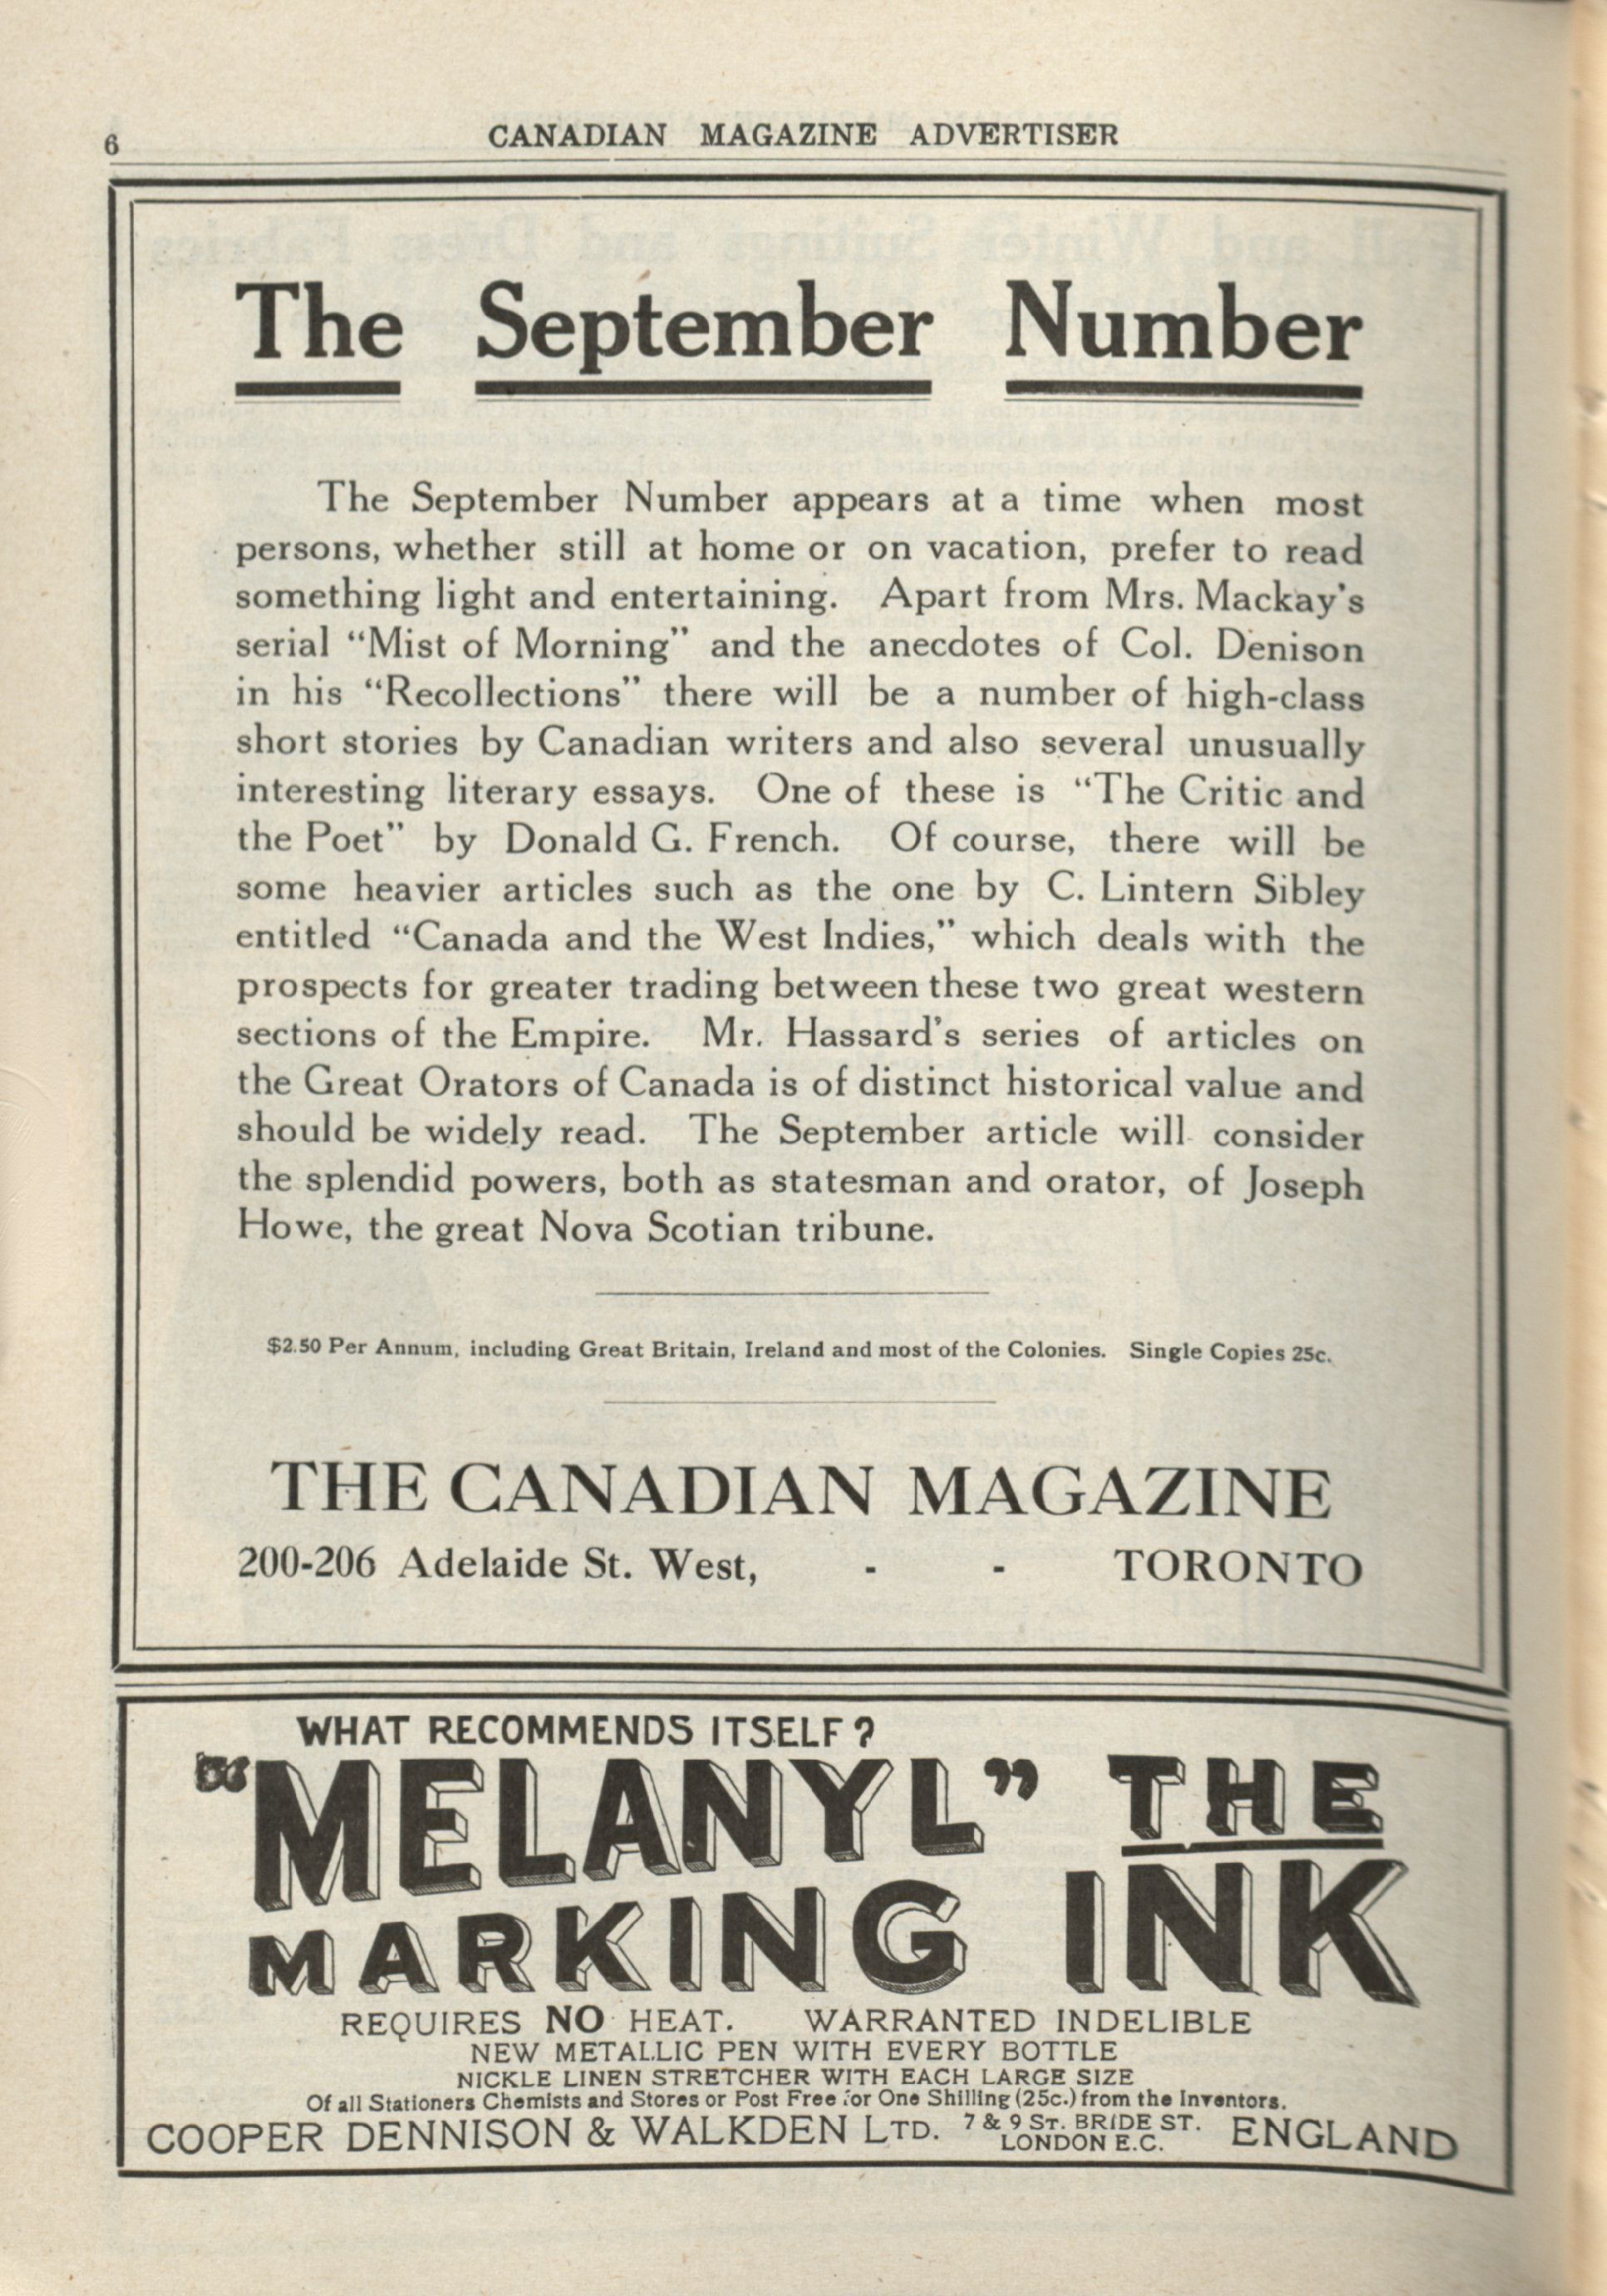 6
CANADIAN MAGAZINE ADVERTISER
The September Number
The September Number appears at a time when most
persons, whether still at home or on vacation, prefer to read
something light and entertaining. Apart from Mrs. Mackay's
serial “Mist of Morning” and the anecdotes of Col. Denison
in his “Recollections” there will be a number of high-class
short stories by Canadian writers and also several unusually
interesting literary essays. One of these is “The Critic and
the Poet” by Donald G. French. Of course, there will be
some heavier articles such as the one by C. Lintern Sibley
entitled “Canada and the West Indies,” which deals with the
prospects for greater trading between these two great western
sections of the Empire. Mr. Hassard's series of articles on
the Great Orators of Canada is of distinct historical value and
should be widely read. The September article will consider
the splendid powers, both as statesman and orator, of Joseph
Howe, the great Nova Scotian tribune.
$2.50 Per Annum, including Great Britain, Ireland and most of the Colonies. Single Copies 25c.
THE CANADIAN MAGAZINE
200-206 Adelaide St. West, - - TORONTO
WHAT RECOMMENDS ITSELF?
“MELANYL” THE
MARKING INK
REQUIRES NO HEAT. WARRANTED INDELIBLE
NEW METALLIC PEN WITH EVERY BOTTLE
NICKLE LINEN STRETCHER WITH EACH LARGE SIZE
Of all Stationers Chemists and Stores or Post Free for One Shilling (25c.) from the Inventors.
COOPER DENNISON & WALKDEN LTD. 7 & 9 ST. BRIDE ST. LONDON E.C. ENGLAND